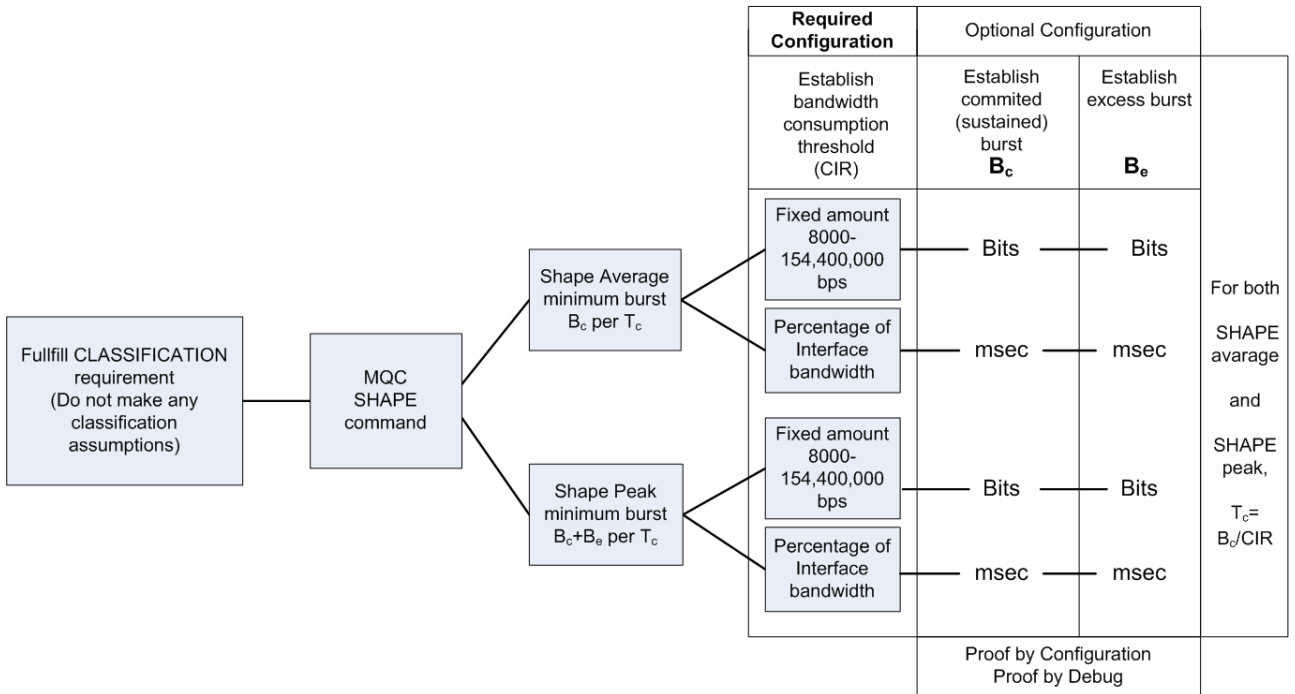 Required
Configuration
Optional Configuration
Establish
bandwidth
consumption
threshold
(CIR)
Establish
commited
(sustained)
burst
Bc
Establish
excess burst
Be
Fullfill CLASSIFICATION
requirement
(Do not make any
classification
assumptions)
MQC
SHAPE
command
Shape Average
minimum burst
Bc per Tc
Fixed amount
8000-
154,400,000
bps
Bits
Bits
Percentage of
Interface
bandwidth
msec
msec
Shape Peak
minimum burst
Bc+Be per Tc
Fixed amount
8000-
154,400,000
bps
Bits
Bits
Percentage of
Interface
bandwidth
msec
msec
For both
SHAPE
avarage
and
SHAPE
peak,
Tc=
Bc/CIR
Proof by Configuration
Proof by Debug